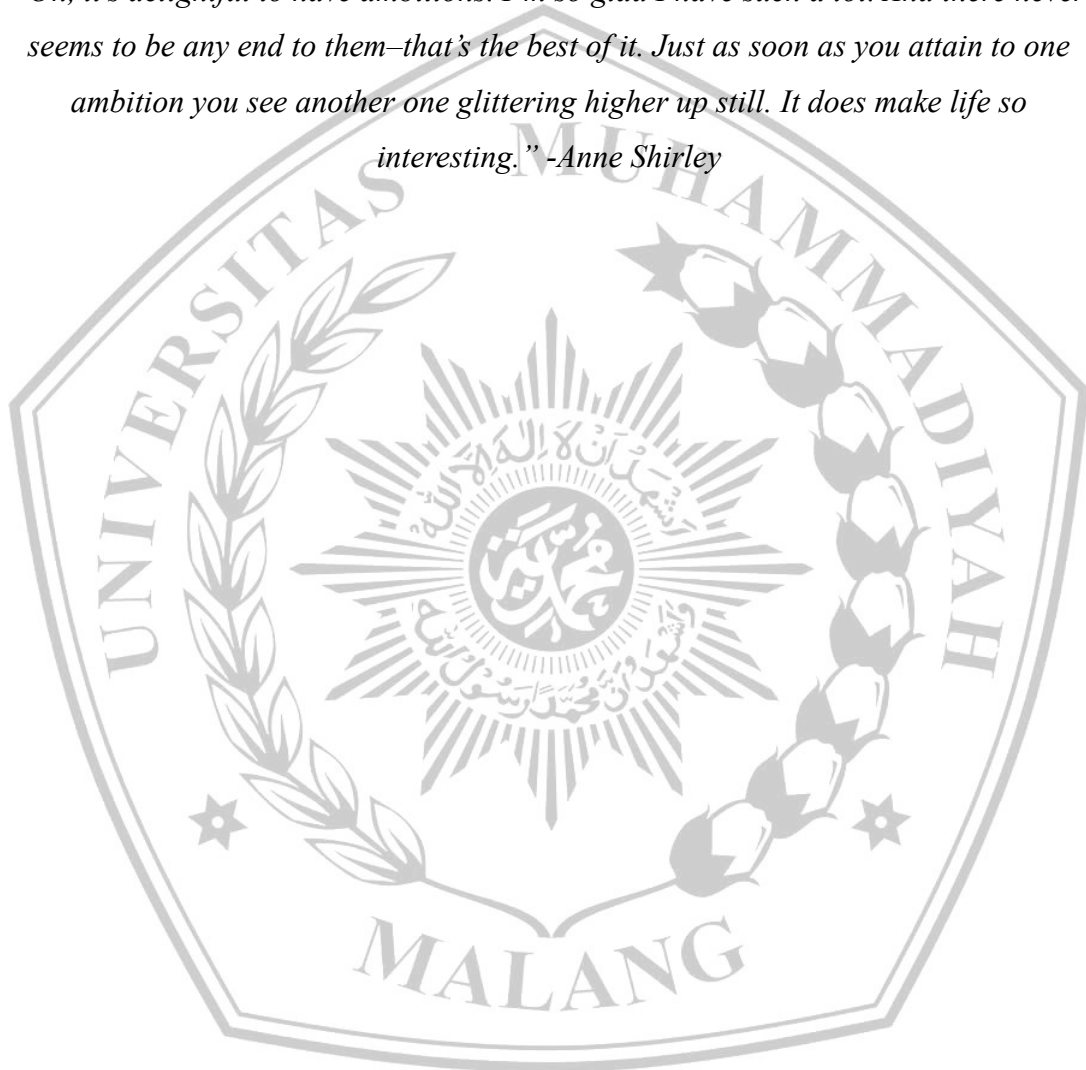 Oh, it's delightful to have ambitions. I'm so glad I have such a lot. And there never
seems to be any end to them–that's the best of it. Just as soon as you attain to one
ambition you see another one glittering higher up still. It does make life so
interesting.” -Anne Shirley
UNIVERSITAS MUHAMMADIYAH
اَشْهَدُ اَنْ لَا اِلٰهَ اِلَّا اللهُ
وَاَشْهَدُ اَنَّ مُحَمَّدًا رَسُوْلُ اللهِ
MALANG